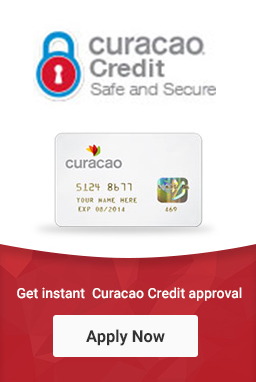 curacao
Credit
Safe and Secure
curacao
5124 8677
YOUR NAME HERE
EXP 08/2014
469
Get instant Curacao Credit approval
Apply Now